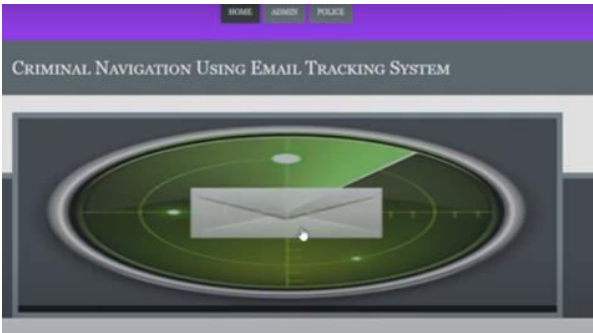 HOME ADMIN POLICE
CRIMINAL NAVIGATION USING EMAIL TRACKING SYSTEM